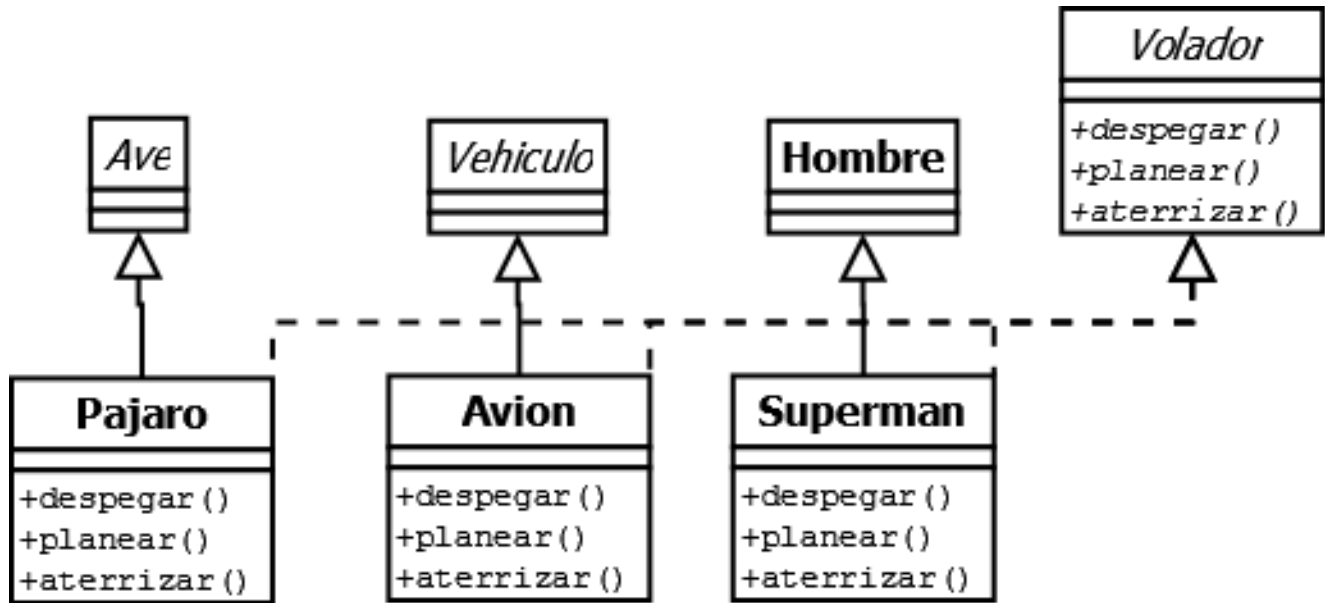 Volador
+despegar()
+planear()
+aterrizar()
Ave
Vehiculo
Hombre
Pajaro
+despegar()
+planear()
+aterrizar()
Avion
+despegar()
+planear()
+aterrizar()
Superman
+despegar()
+planear()
+aterrizar()